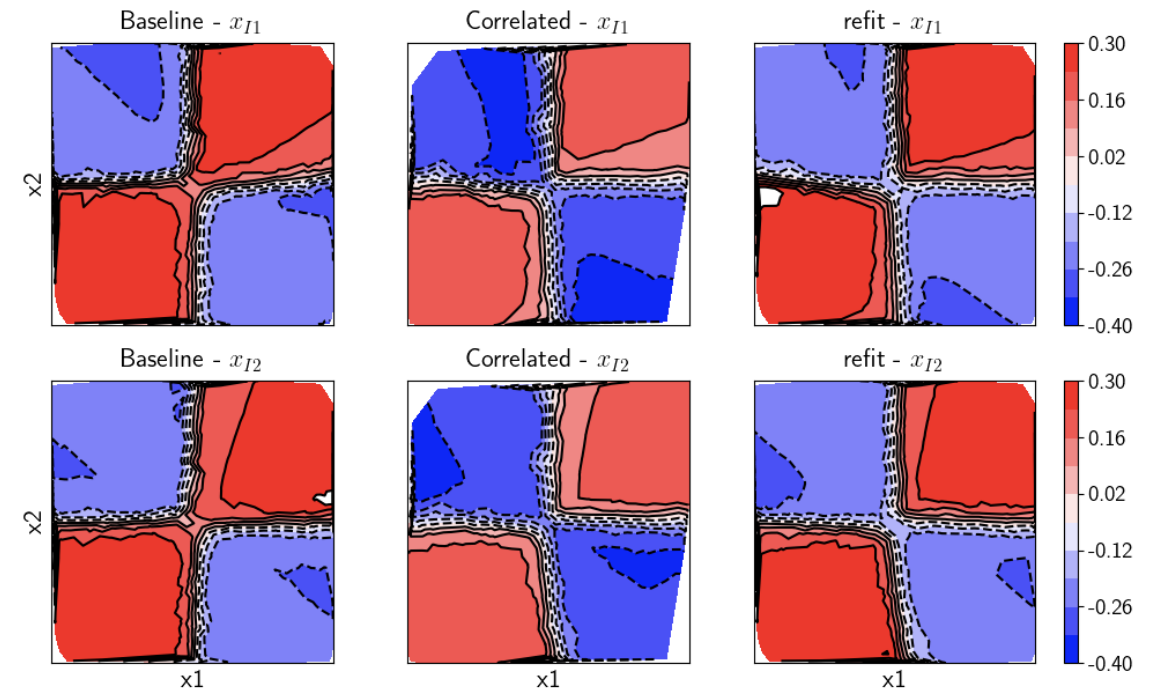 Baseline - x_{I1}
Correlated - x_{I1}
refit - x_{I1}
x2
0.30
0.16
0.02
-0.12
-0.26
-0.40
Baseline - x_{I2}
Correlated - x_{I2}
refit - x_{I2}
x2
0.30
0.16
0.02
-0.12
-0.26
-0.40
x1
x1
x1